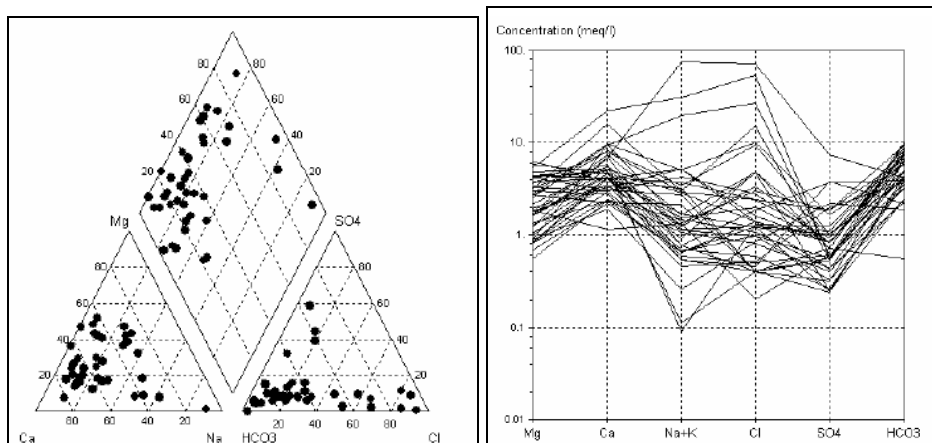 80 80
60 60
40 40
20 20
Mg SO4
80 80
60 60
40 40
20 20
80 60 40 20 20 40 60 80
Ca Na HCO3 Cl
Concentration (meq/l)
100.
10.
1.
0.1
0.01
Mg Ca Na+K Cl SO4 HCO3